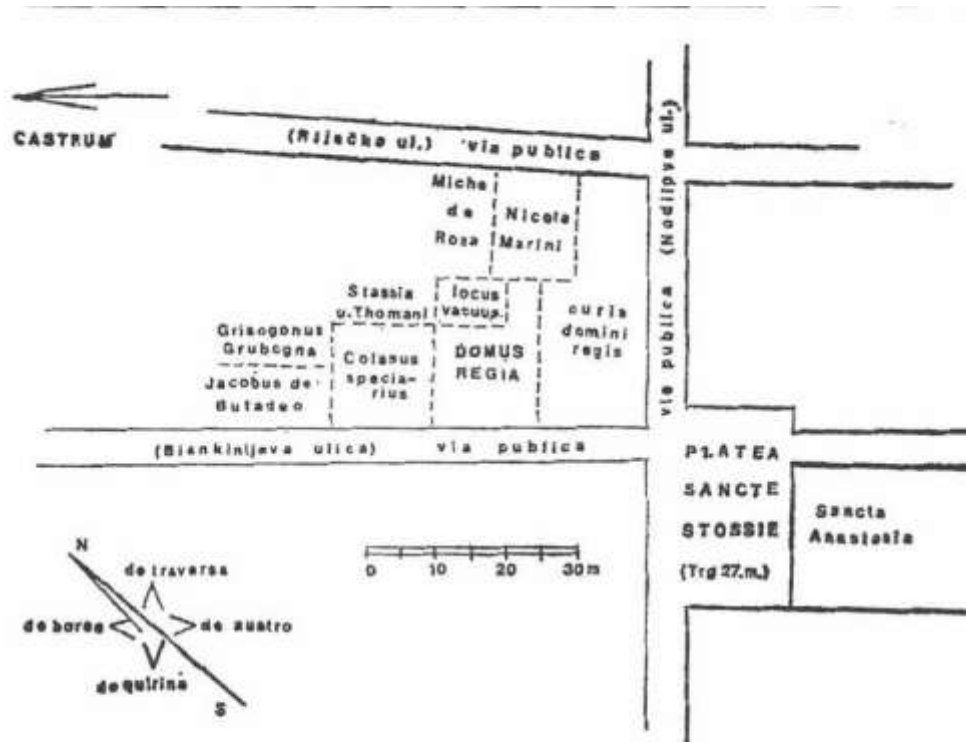 CASTRUM
(Riječka ul.) via publica
via publica (Nodilova ul.)
Miche
de
Rosa
Nicola
Marini
Stassia
u.Thomani
locus
vacuus
curia
domini
regis
Grisogonus
Grubogna
Jacobus de
Butadeo
Colanus
specia-
rius
DOMUS
REGIA
(Biankinijeva ulica) via publica
PLATEA
SANCTE
STOSSIE
(Trg 27.m.)
Sancta
Anastasia
N
de traversa
de borea
de austro
de quirina
S
0 10 20 30m